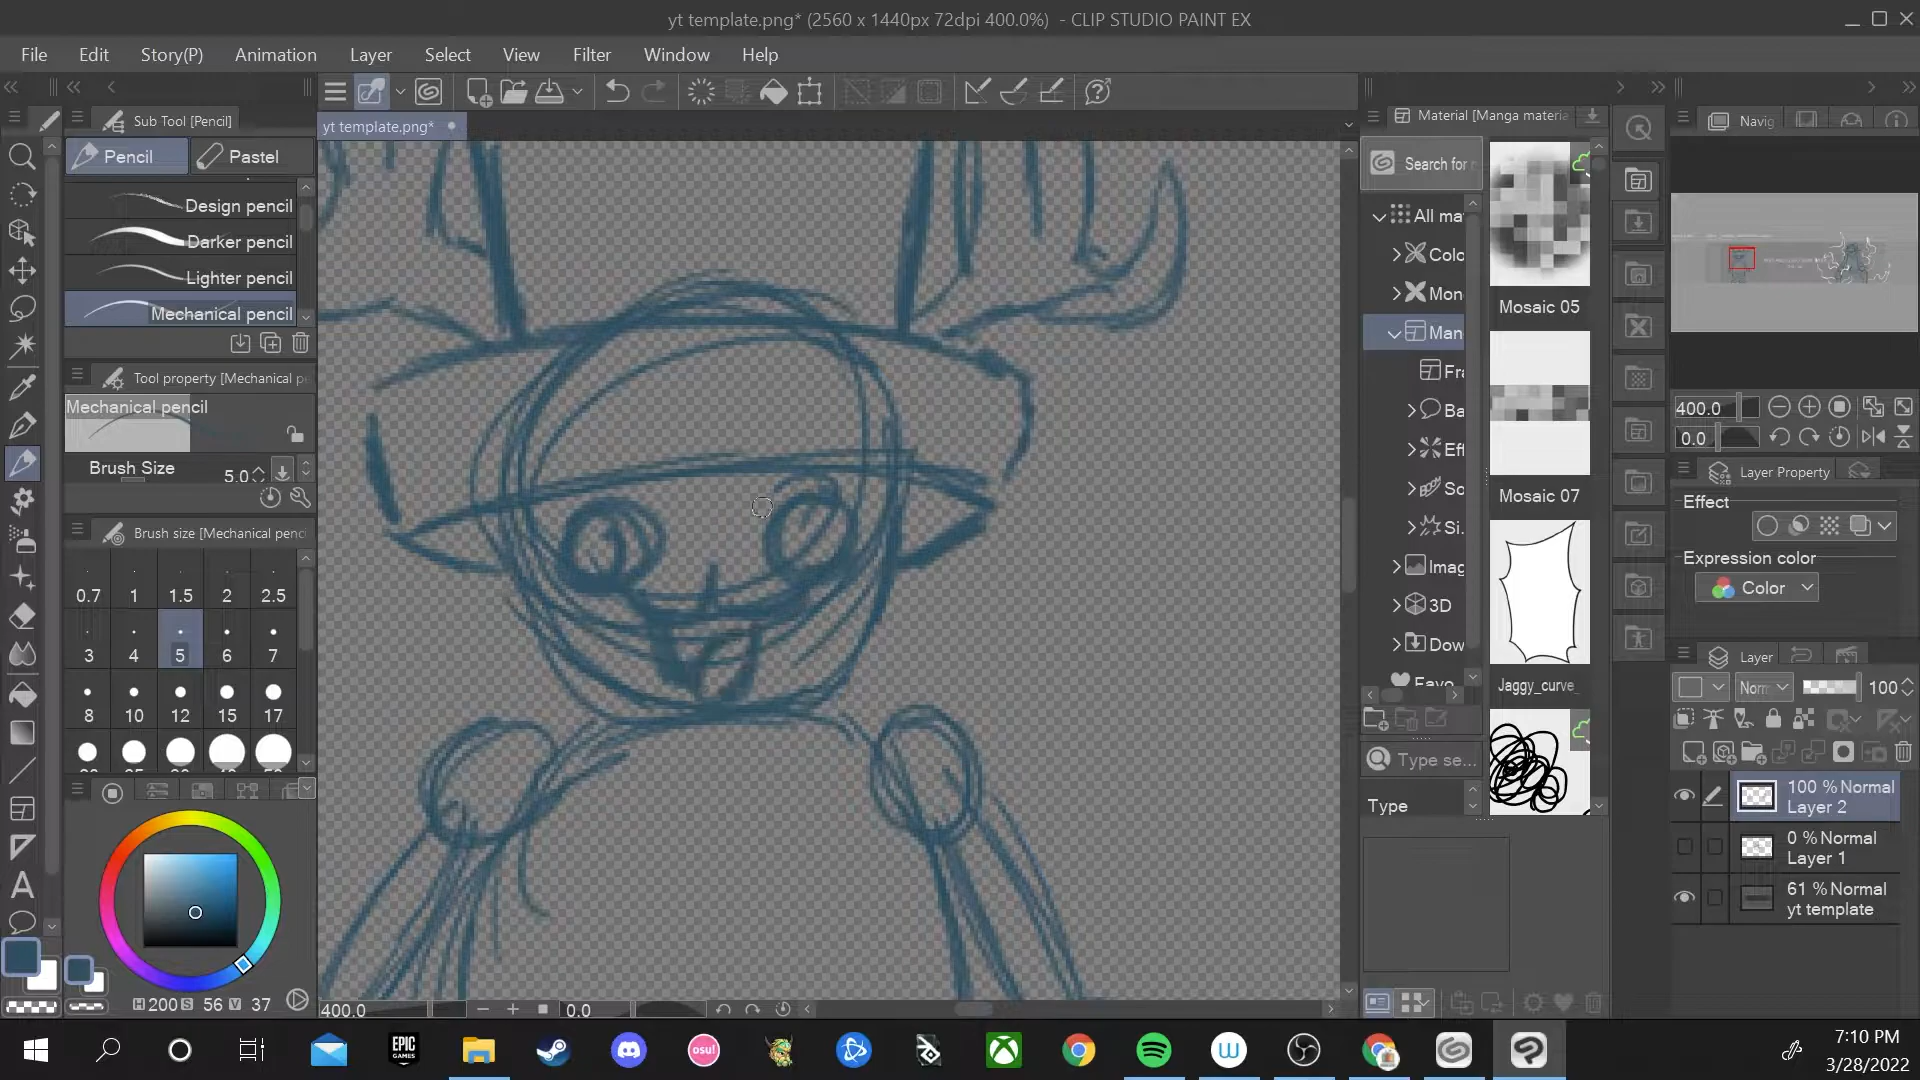 yt template.png* (2560 x 1440px 72dpi 400.0%) - CLIP STUDIO PAINT EX
File Edit Story(P) Animation Layer Select View Filter Window Help
Sub Tool [Pencil]
yt template.png*
Material [Manga materia
Navig
Pencil Pastel
Search for
Design pencil
Darker pencil
Lighter pencil
Mechanical pencil
All ma
Colo
Mon
Man
Fra
Ba
Eff
So
Si.
Imag
3D
Dow
Favo
Mosaic 05
Mosaic 07
Jaggy_curve_
Tool property [Mechanical p
Mechanical pencil
Brush Size 5.0
Brush size [Mechanical penc
0.7 1 1.5 2 2.5
3 4 5 6 7
8 10 12 15 17
400.0
0.0
Layer Property
Effect
Expression color
Color
Layer
Norm 100
100 % Normal
Layer 2
0 % Normal
Layer 1
61 % Normal
yt template
Type se...
Type
H 200 S 56 V 37
400.0 0.0
EPIC
GAMES
osu!
7:10 PM
3/28/2022